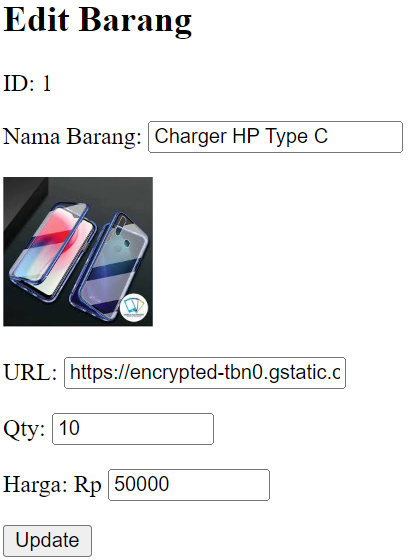 Edit Barang
ID: 1
Nama Barang: Charger HP Type C
URL: https://encrypted-tbn0.gstatic.c
Qty: 10
Harga: Rp 50000
Update